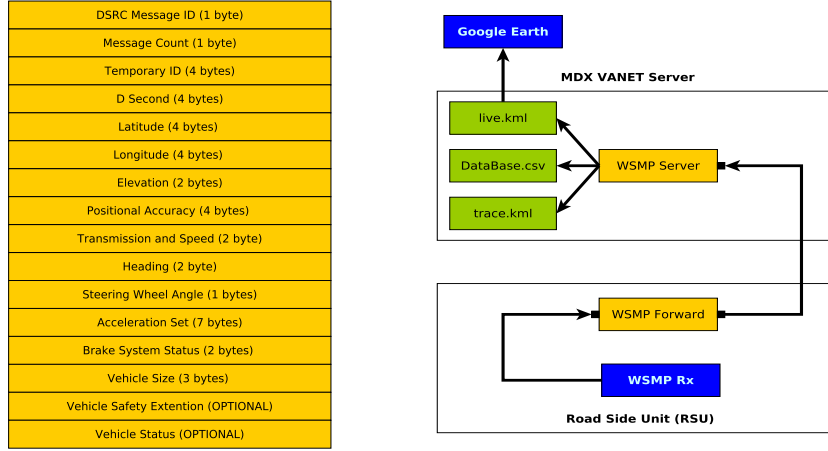 DSRC Message ID (1 byte)
Message Count (1 byte)
Temporary ID (4 bytes)
D Second (4 bytes)
Latitude (4 bytes)
Longitude (4 bytes)
Elevation (2 bytes)
Positional Accuracy (4 bytes)
Transmission and Speed (2 byte)
Heading (2 byte)
Steering Wheel Angle (1 bytes)
Acceleration Set (7 bytes)
Brake System Status (2 bytes)
Vehicle Size (3 bytes)
Vehicle Safety Extention (OPTIONAL)
Vehicle Status (OPTIONAL)
Google Earth
MDX VANET Server
live.kml
DataBase.csv
WSMP Server
trace.kml
WSMP Forward
WSMP Rx
Road Side Unit (RSU)